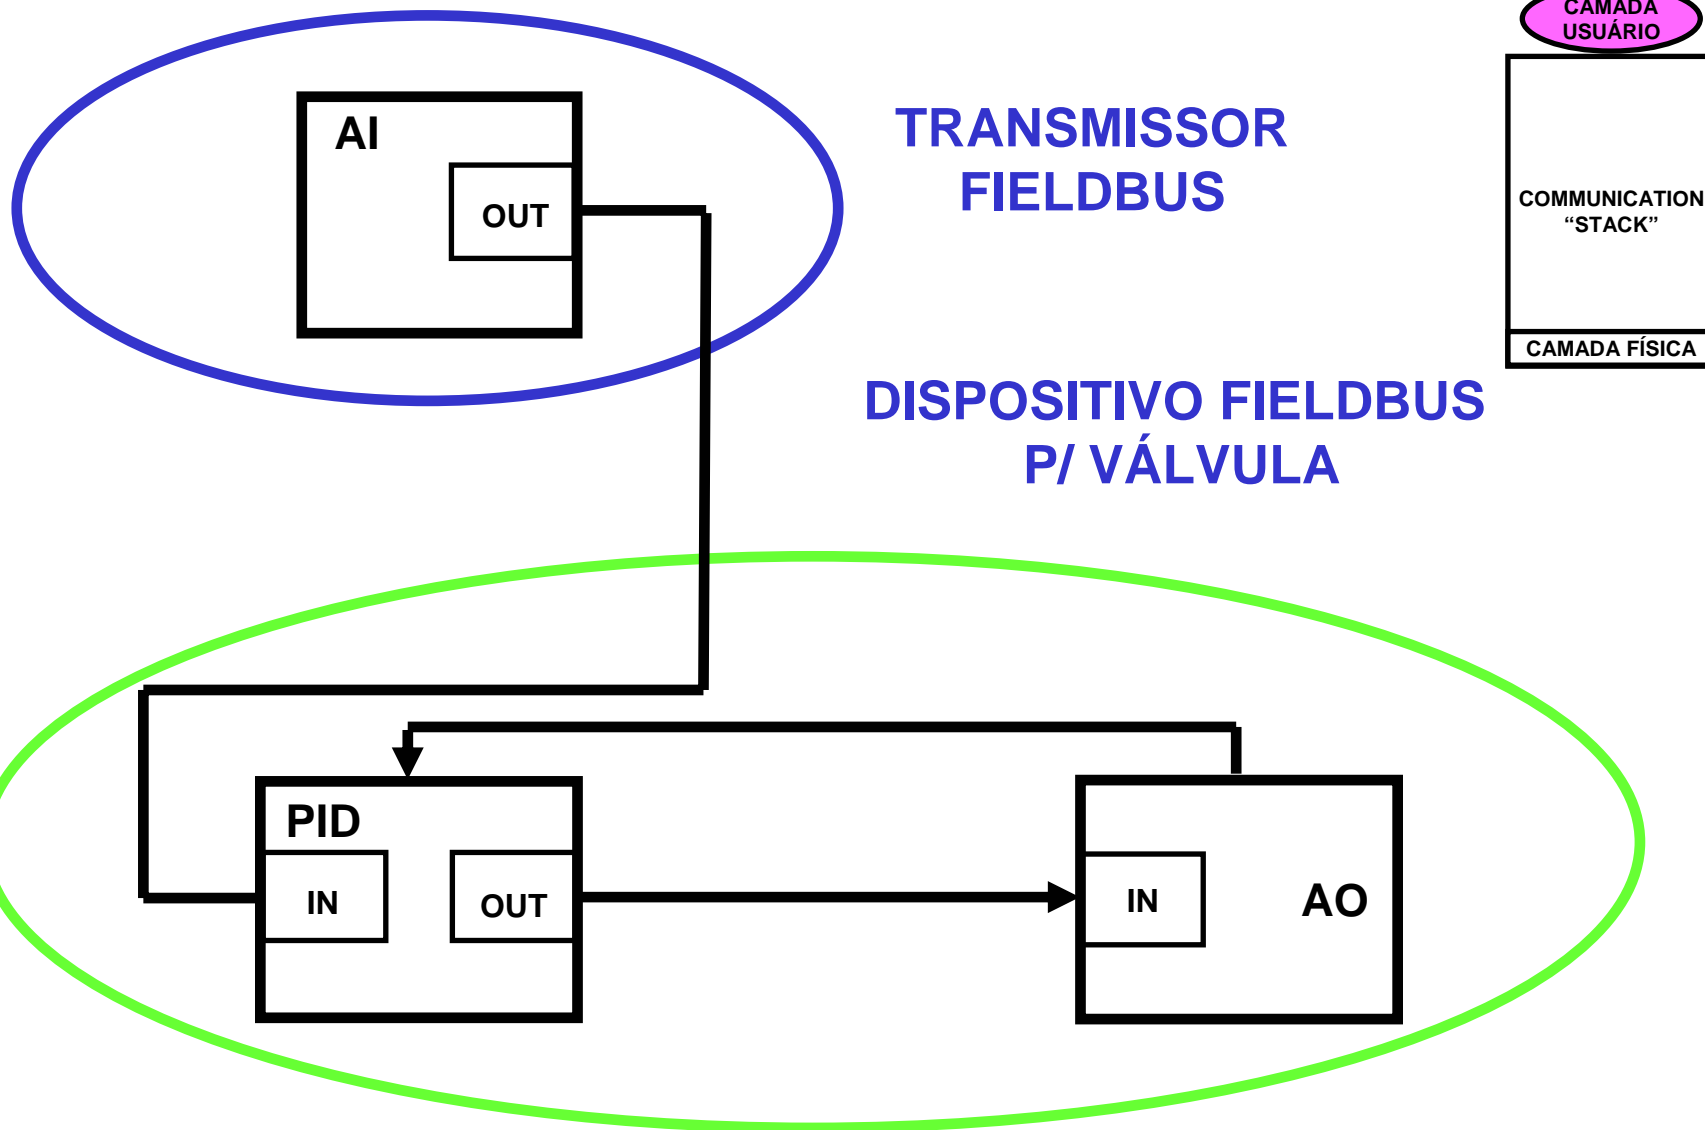 CAMADA
USUÁRIO
AI
OUT
TRANSMISSOR
FIELDBUS
COMMUNICATION
“STACK”
CAMADA FÍSICA
DISPOSITIVO FIELDBUS
P/ VÁLVULA
PID
IN
OUT
IN
AO